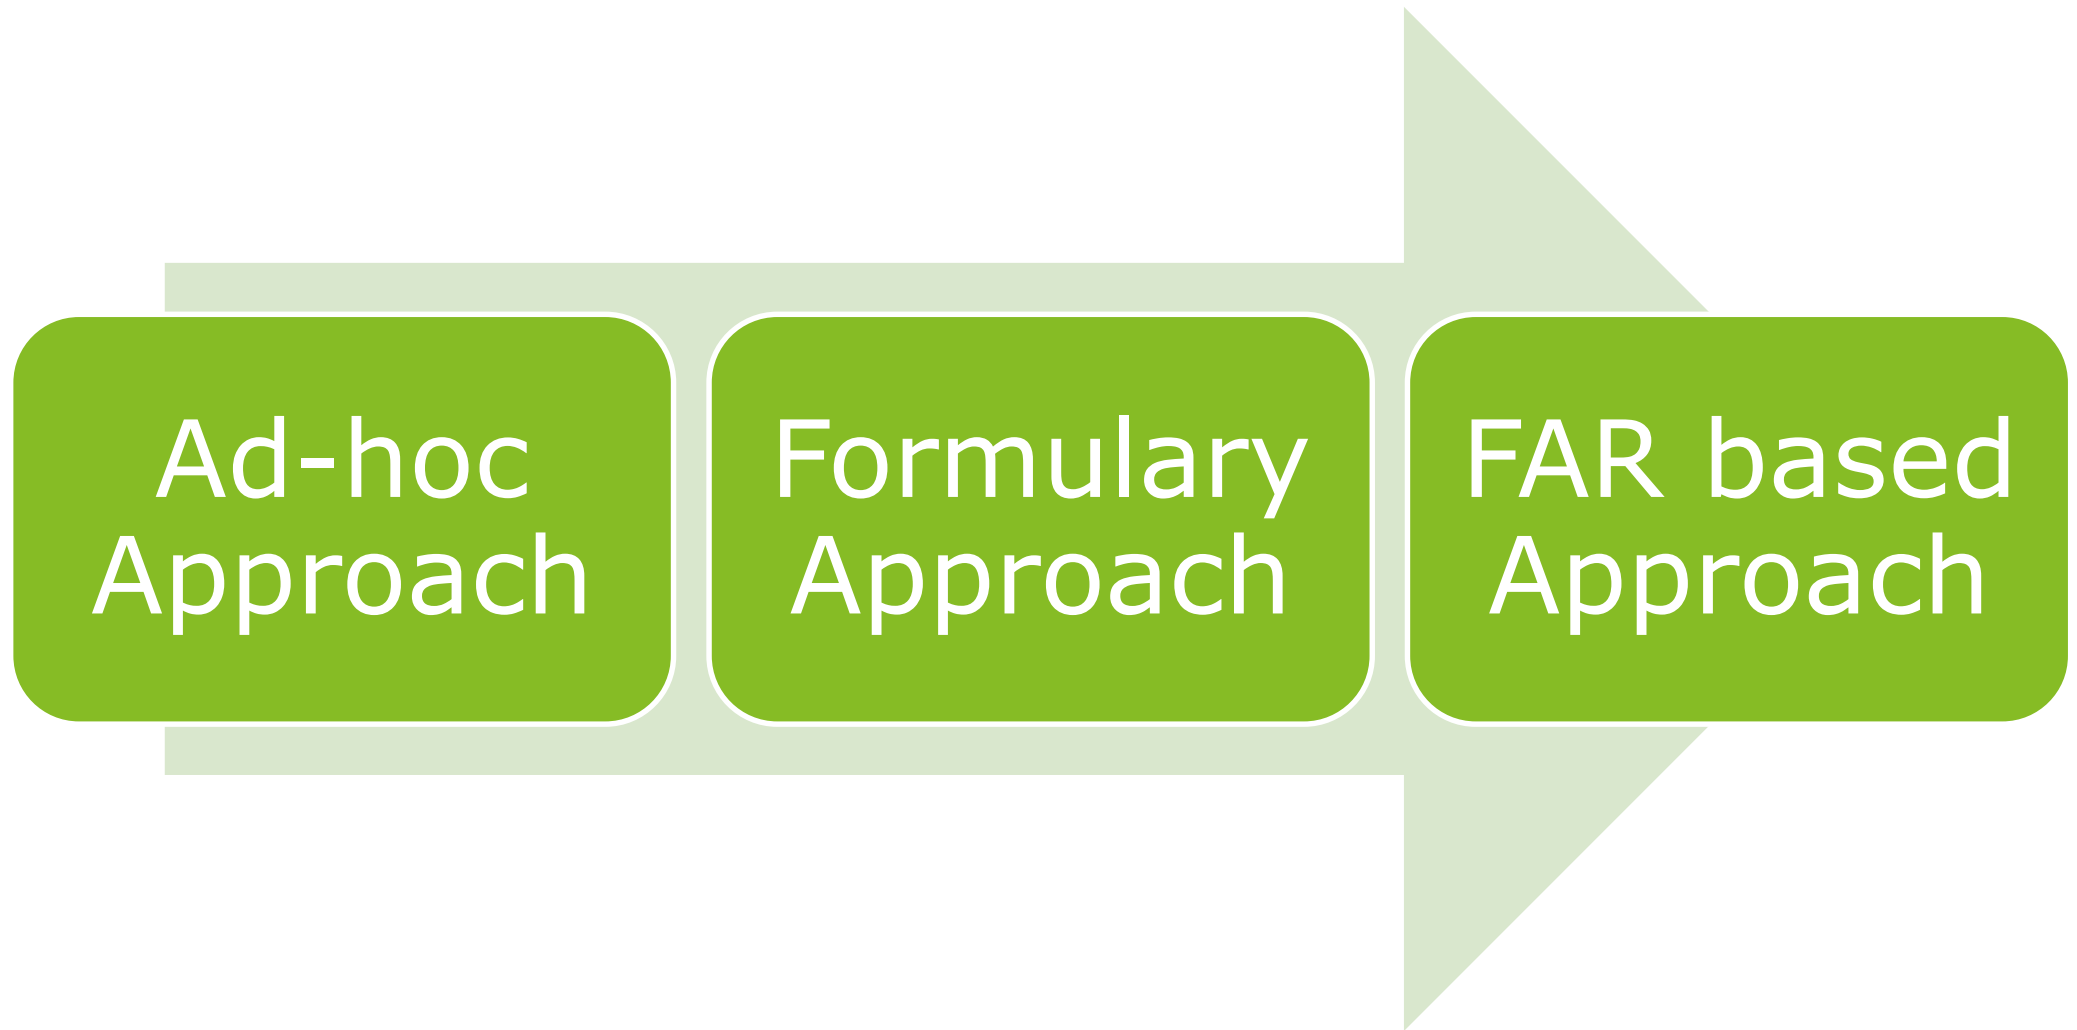 Ad-hoc
Approach
Formulary
Approach
FAR based
Approach